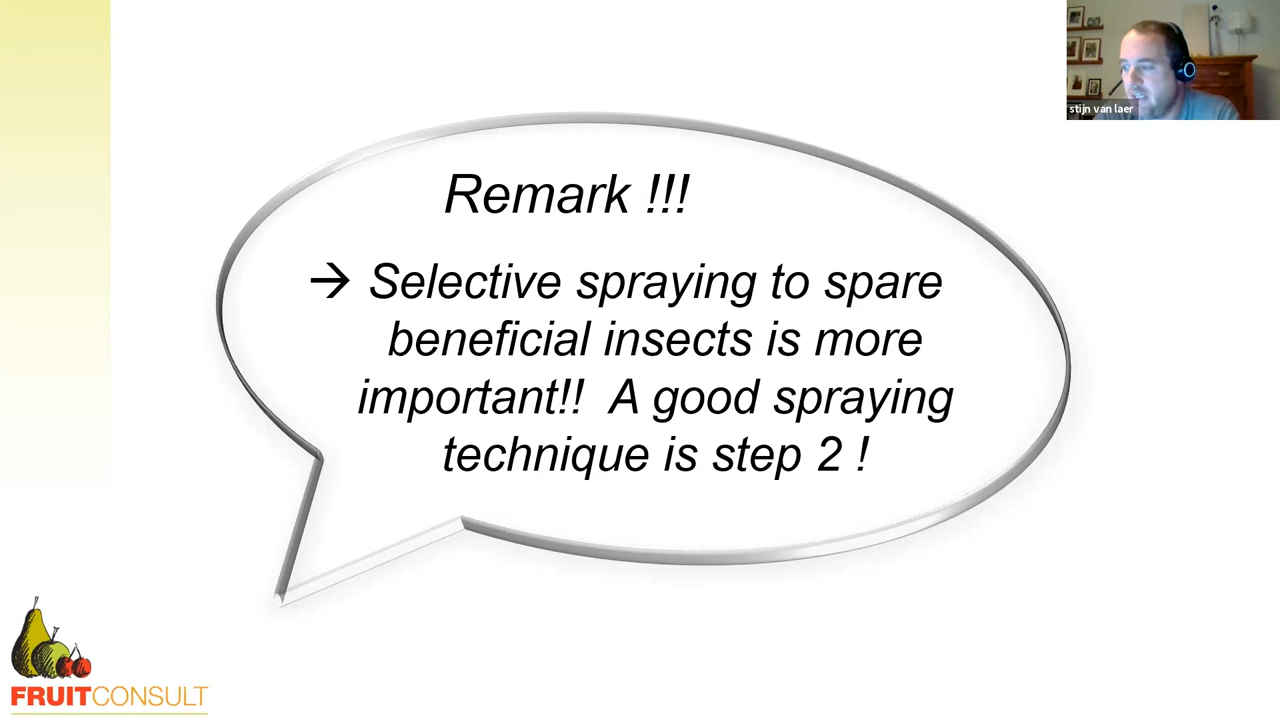 stijn van laer
Remark !!!
→ Selective spraying to spare
beneficial insects is more
important!! A good spraying
technique is step 2 !
FRUITCONSULT